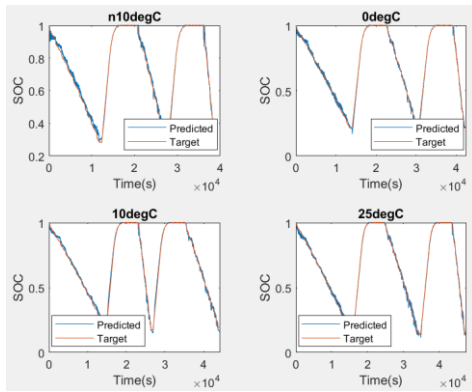 n10degC
1
0.8
0.6
0.4
0.2
SOC
Predicted
Target
0 1 2 3 4
Time(s)
×10⁴
0degC
1
0.5
0
SOC
Predicted
Target
0 1 2 3 4
Time(s)
×10⁴
10degC
1
0.5
0
SOC
Predicted
Target
0 1 2 3 4
Time(s)
×10⁴
25degC
1
0.5
0
SOC
Predicted
Target
0 1 2 3 4
Time(s)
×10⁴